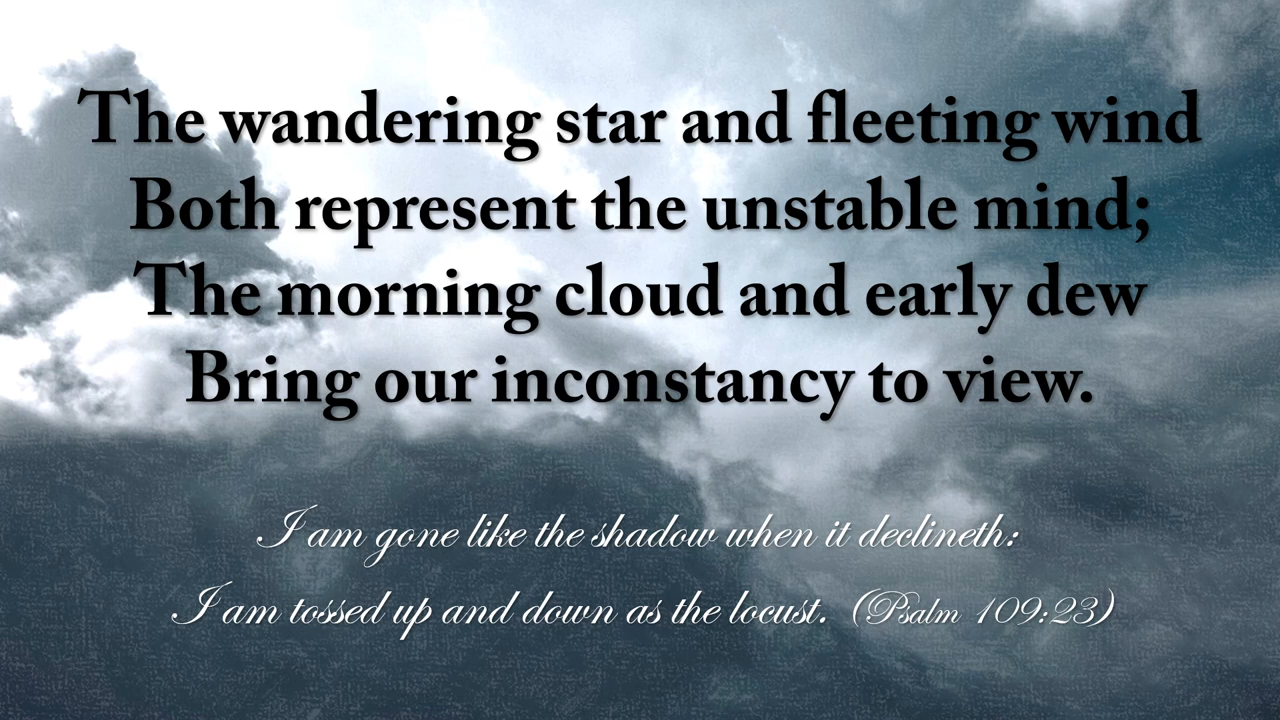 The wandering star and fleeting wind
Both represent the unstable mind;
The morning cloud and early dew
Bring our inconstancy to view.
I am gone like the shadow when it declineth:
I am tossed up and down as the locust. (Psalm 109:23)